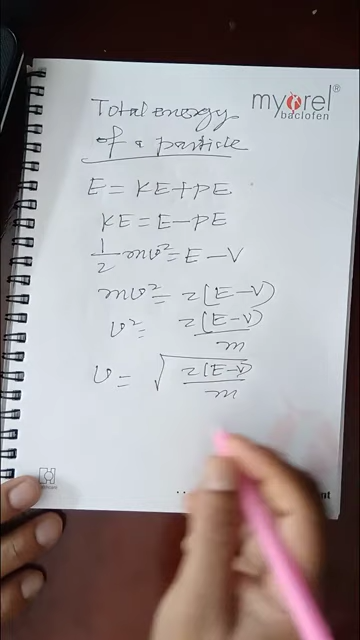 Total energy
of a particle
myorel®
baclofen
E = KE + PE.
KE = E - PE
1/2 mv² = E - V
mv² = 2(E-V)
v² = 2(E-V)/m
v = √(2(E-V)/m)